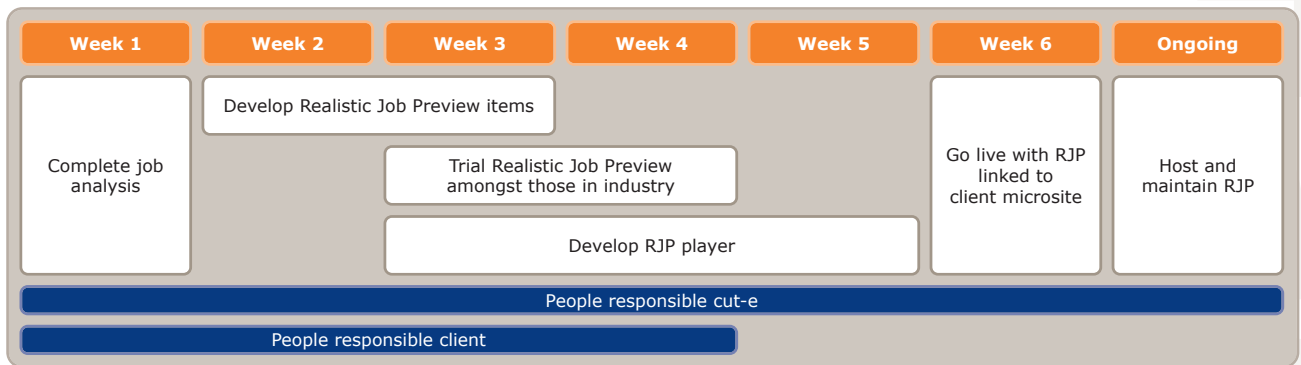 Week 1
Week 2
Week 3
Week 4
Week 5
Week 6
Ongoing
Complete job
analysis
Develop Realistic Job Preview items
Trial Realistic Job Preview
amongst those in industry
Develop RJP player
Go live with RJP
linked to
client microsite
Host and
maintain RJP
People responsible cut-e
People responsible client